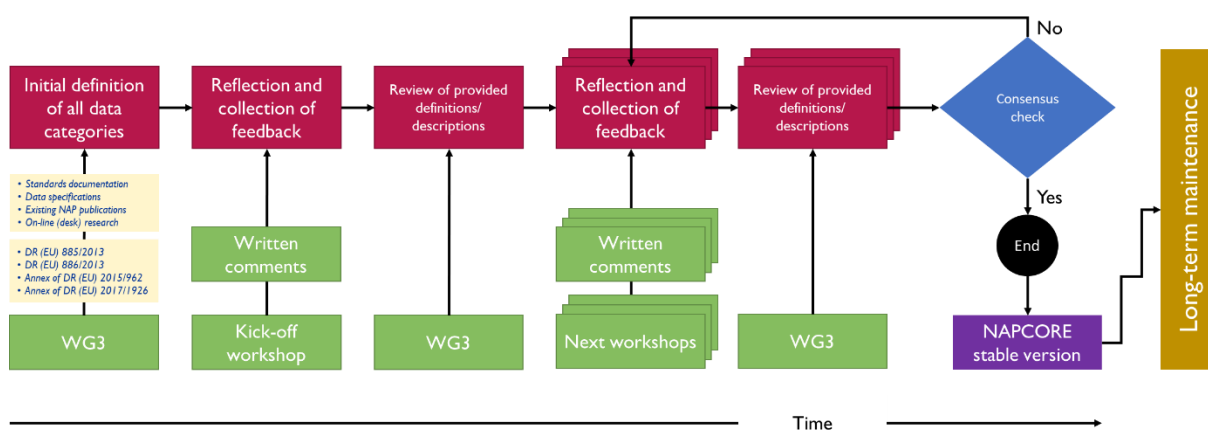 No
Initial definition
of all data
categories
Reflection and
collection of
feedback
Review of provided
definitions/
descriptions
Reflection and
collection of
feedback
Review of provided
definitions/
descriptions
Consensus
check
Long-term maintenance
• Standards documentation
• Data specifications
• Existing NAP publications
• On-line (desk) research
Yes
• DR (EU) 885/2013
• DR (EU) 886/2013
• Annex of DR (EU) 2015/962
• Annex of DR (EU) 2017/1926
Written
comments
Written
comments
End
WG3
Kick-off
workshop
WG3
Next workshops
WG3
NAPCORE
stable version
Time